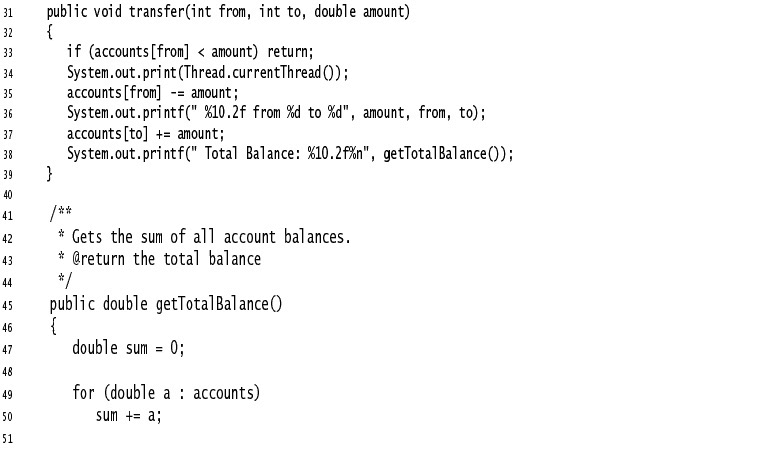 31 public void transfer(int from, int to, double amount)
32 {
33 if (accounts[from] < amount) return;
34 System.out.print(Thread.currentThread());
35 accounts[from] -= amount;
36 System.out.printf(" %10.2f from %d to %d", amount, from, to);
37 accounts[to] += amount;
38 System.out.printf(" Total Balance: %10.2f%n", getTotalBalance());
39 }
40
41 /**
42 * Gets the sum of all account balances.
43 * @return the total balance
44 */
45 public double getTotalBalance()
46 {
47 double sum = 0;
48
49 for (double a : accounts)
50 sum += a;
51